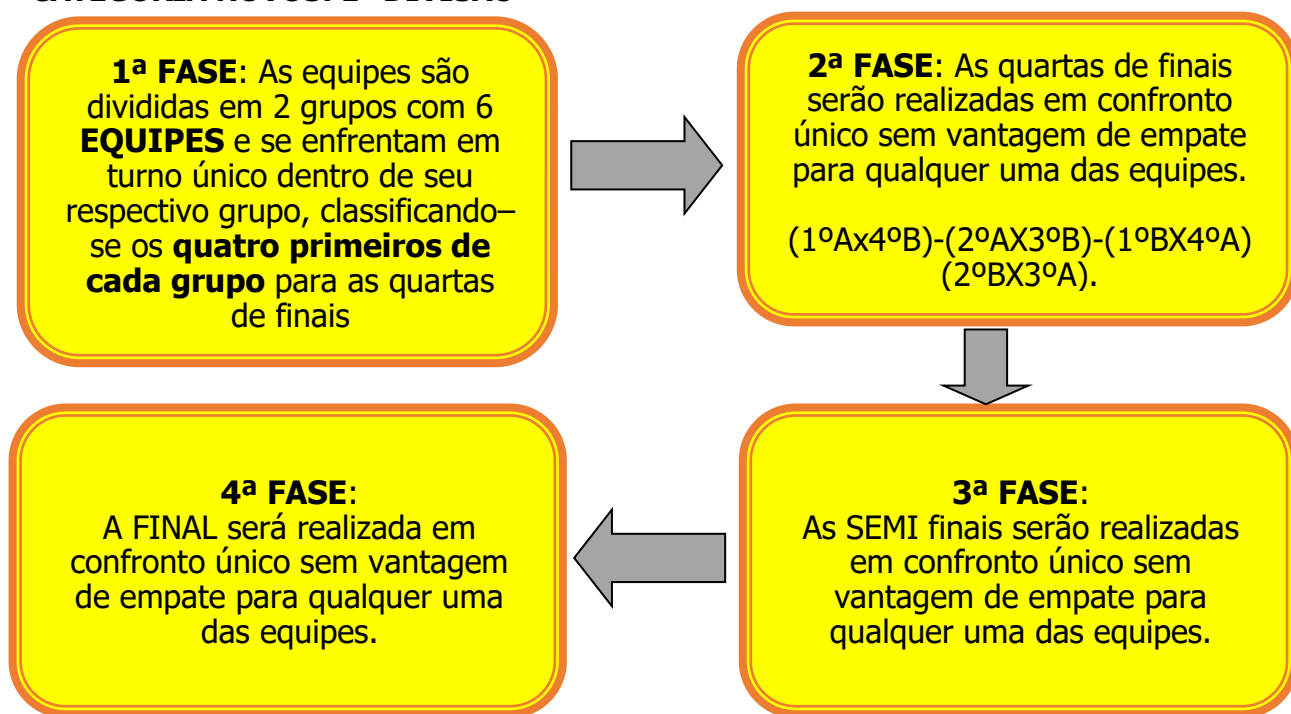 1ª FASE: As equipes são
divididas em 2 grupos com 6
EQUIPES e se enfrentam em
turno único dentro de seu
respectivo grupo, classificando–
se os quatro primeiros de
cada grupo para as quartas
de finais
2ª FASE: As quartas de finais
serão realizadas em confronto
único sem vantagem de empate
para qualquer uma das equipes.
(1ºAx4ºB)-(2ºAX3ºB)-(1ºBX4ºA)
(2ºBX3ºA).
3ª FASE:
As SEMI finais serão realizadas
em confronto único sem
vantagem de empate para
qualquer uma das equipes.
4ª FASE:
A FINAL será realizada em
confronto único sem vantagem
de empate para qualquer uma
das equipes.